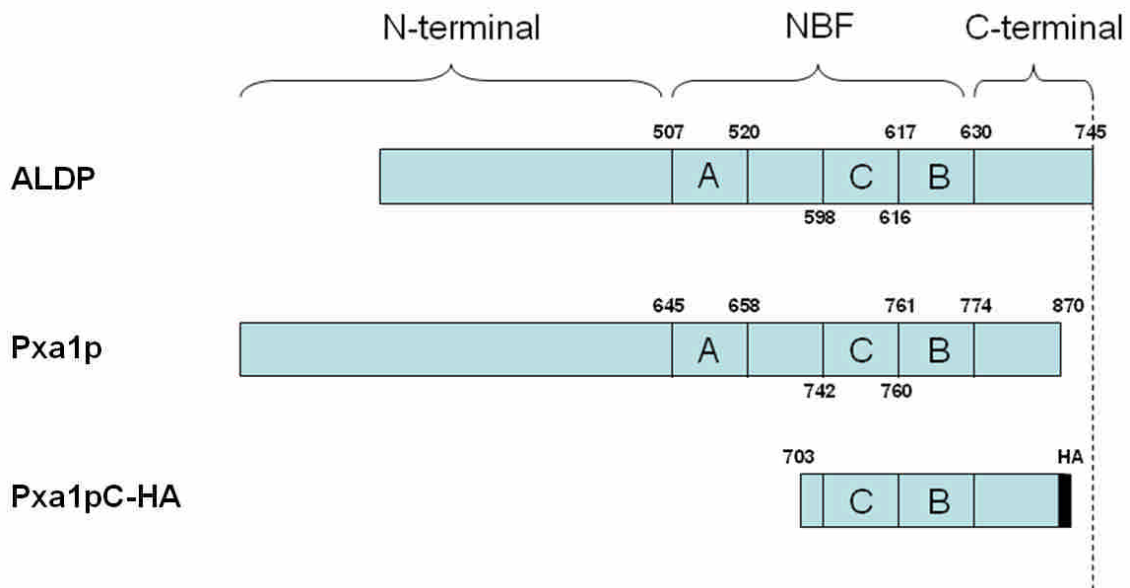 N-terminal NBF C-terminal
507 520 617 630 745
ALDP A C B
598 616
645 658 761 774 870
Pxa1p A C B
742 760
703 HA
Pxa1pC-HA C B